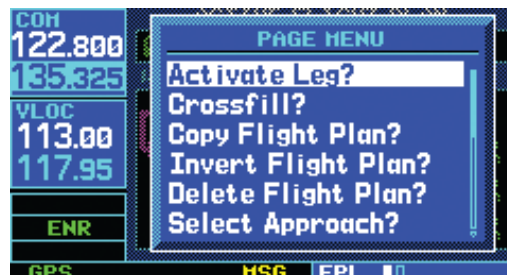 COM
122.800
135.325
VLOC
113.00
117.95
ENR
PAGE MENU
Activate Leg?
Crossfill?
Copy Flight Plan?
Invert Flight Plan?
Delete Flight Plan?
Select Approach?
GPS MSG FPL